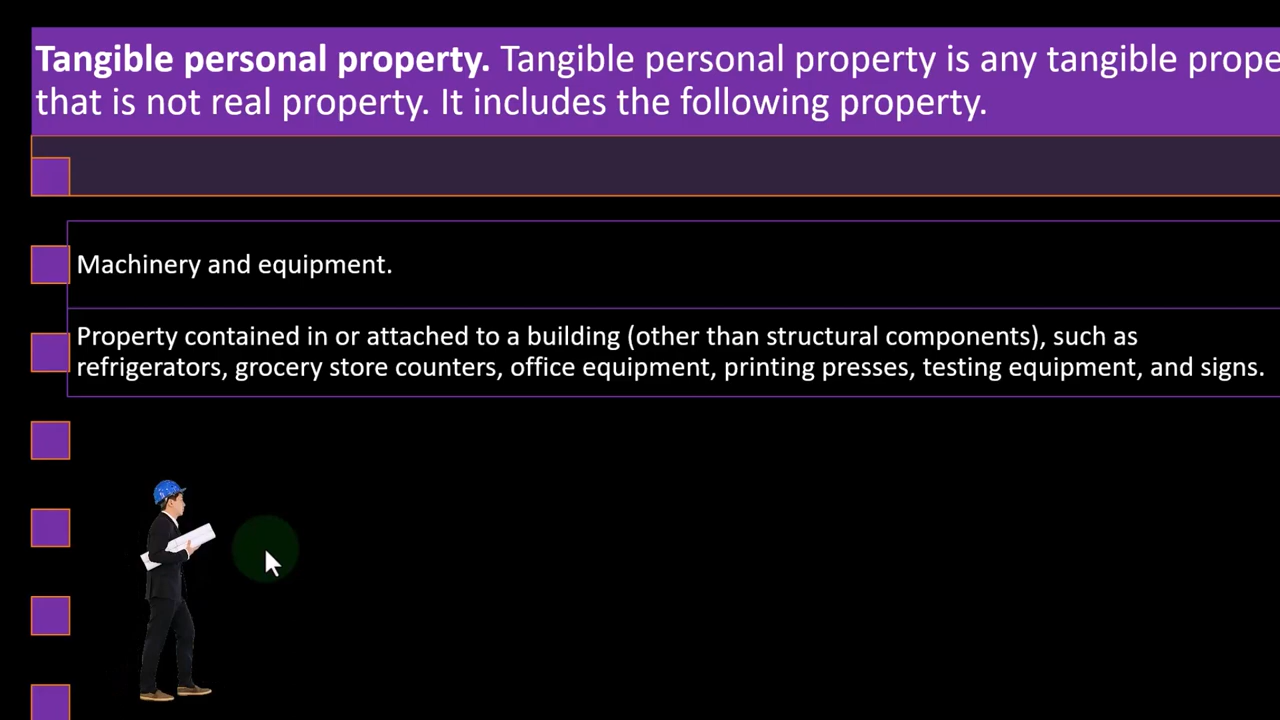 Tangible personal property. Tangible personal property is any tangible
that is not real property. It includes the following property.
Machinery and equipment.
Property contained in or attached to a building (other than structural components), such as
refrigerators, grocery store counters, office equipment, printing presses, testing equipment, and signs.